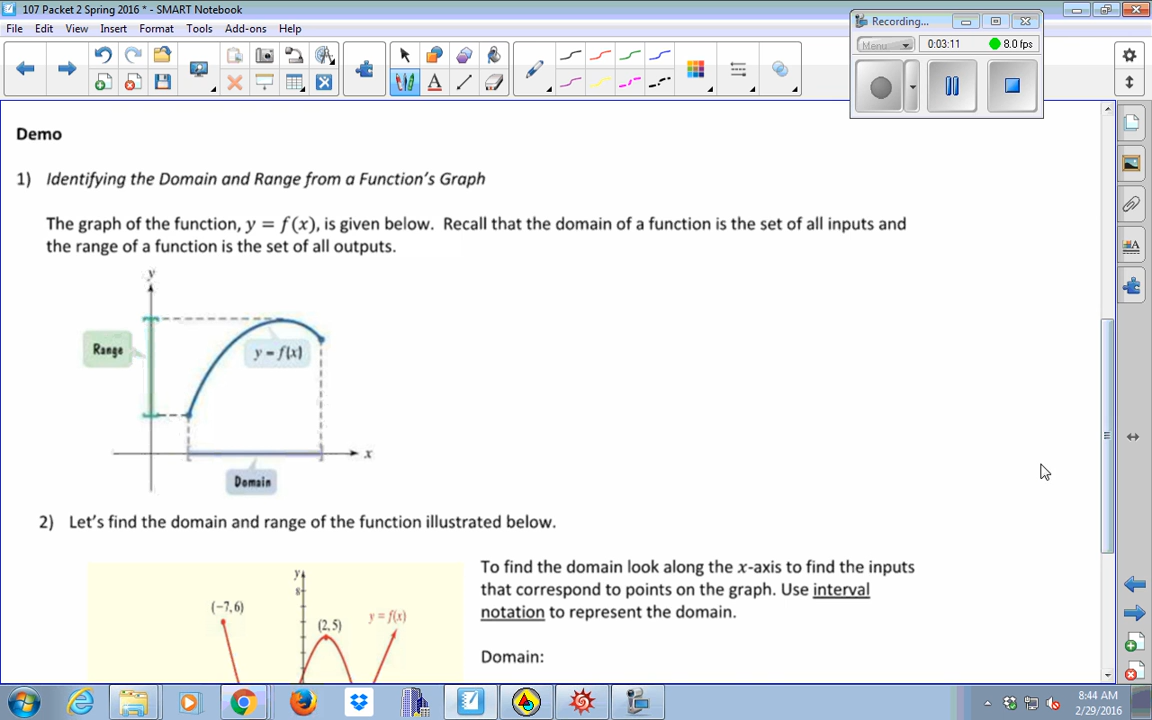 107 Packet 2 Spring 2016 * - SMART Notebook
File Edit View Insert Format Tools Add-ons Help
Recording...
Menu 0:03:11 8.0 fps
Demo
1) Identifying the Domain and Range from a Function's Graph
The graph of the function, y = f(x), is given below. Recall that the domain of a function is the set of all inputs and
the range of a function is the set of all outputs.
y
Range
y = f(x)
x
Domain
2) Let's find the domain and range of the function illustrated below.
To find the domain look along the x-axis to find the inputs
that correspond to points on the graph. Use interval
notation to represent the domain.
Domain:
y
8
(-7,6)
(2,5)
y = f(x)
8:44 AM
2/29/2016